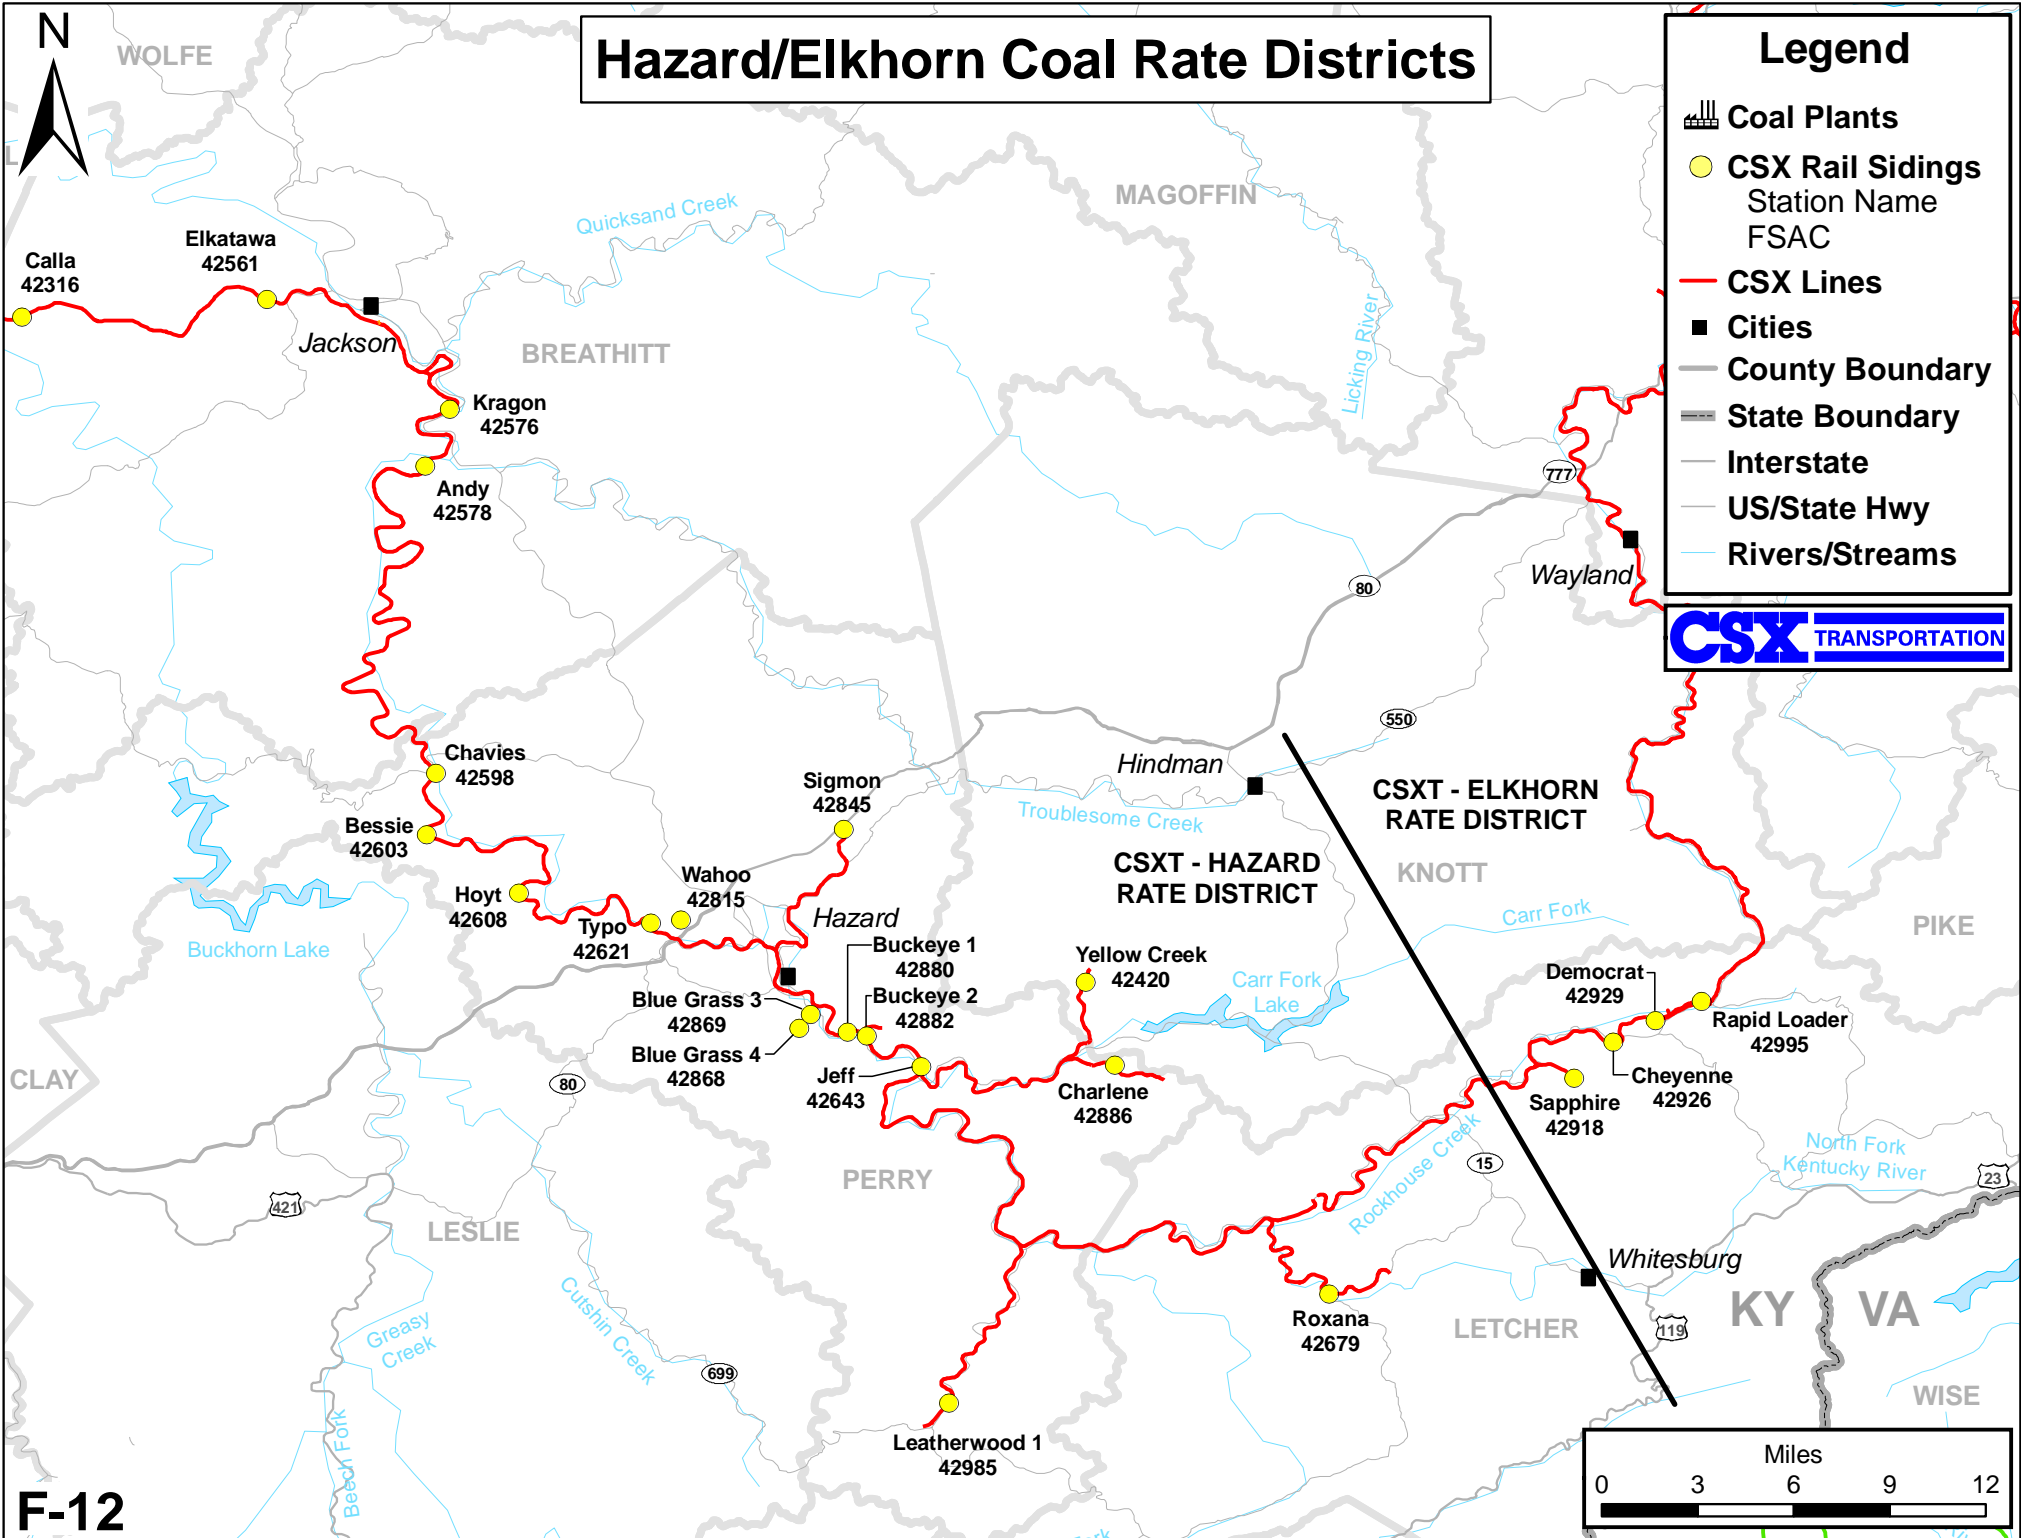 N
Hazard/Elkhorn Coal Rate Districts
Legend
Coal Plants
CSX Rail Sidings
Station Name
FSAC
CSX Lines
Cities
County Boundary
State Boundary
Interstate
US/State Hwy
Rivers/Streams
CSX TRANSPORTATION
WOLFE
L
MAGOFFIN
Quicksand Creek
Elkatawa
42561
Calla
42316
Jackson
BREATHITT
Licking River
Kragon
42576
Andy
42578
777
Wayland
80
550
Chavies
42598
Hindman
Sigmon
42845
CSXT - ELKHORN
RATE DISTRICT
Troublesome Creek
Bessie
42603
CSXT - HAZARD
RATE DISTRICT
KNOTT
Wahoo
42815
Hoyt
42608
Typo
42621
Hazard
Carr Fork
PIKE
Buckhorn Lake
Buckeye 1
42880
Yellow Creek
42420
Carr Fork
Lake
Democrat
42929
Blue Grass 3
42869
Buckeye 2
42882
Rapid Loader
42995
Blue Grass 4
42868
CLAY
80
Jeff
42643
Charlene
42886
Cheyenne
42926
Sapphire
42918
Rockhouse Creek
15
North Fork
Kentucky River
23
PERRY
421
LESLIE
Whitesburg
Cutshin Creek
Greasy
Creek
Roxana
42679
LETCHER
119
KY
VA
699
WISE
Beech Fork
Leatherwood 1
42985
Miles
0 3 6 9 12
F-12